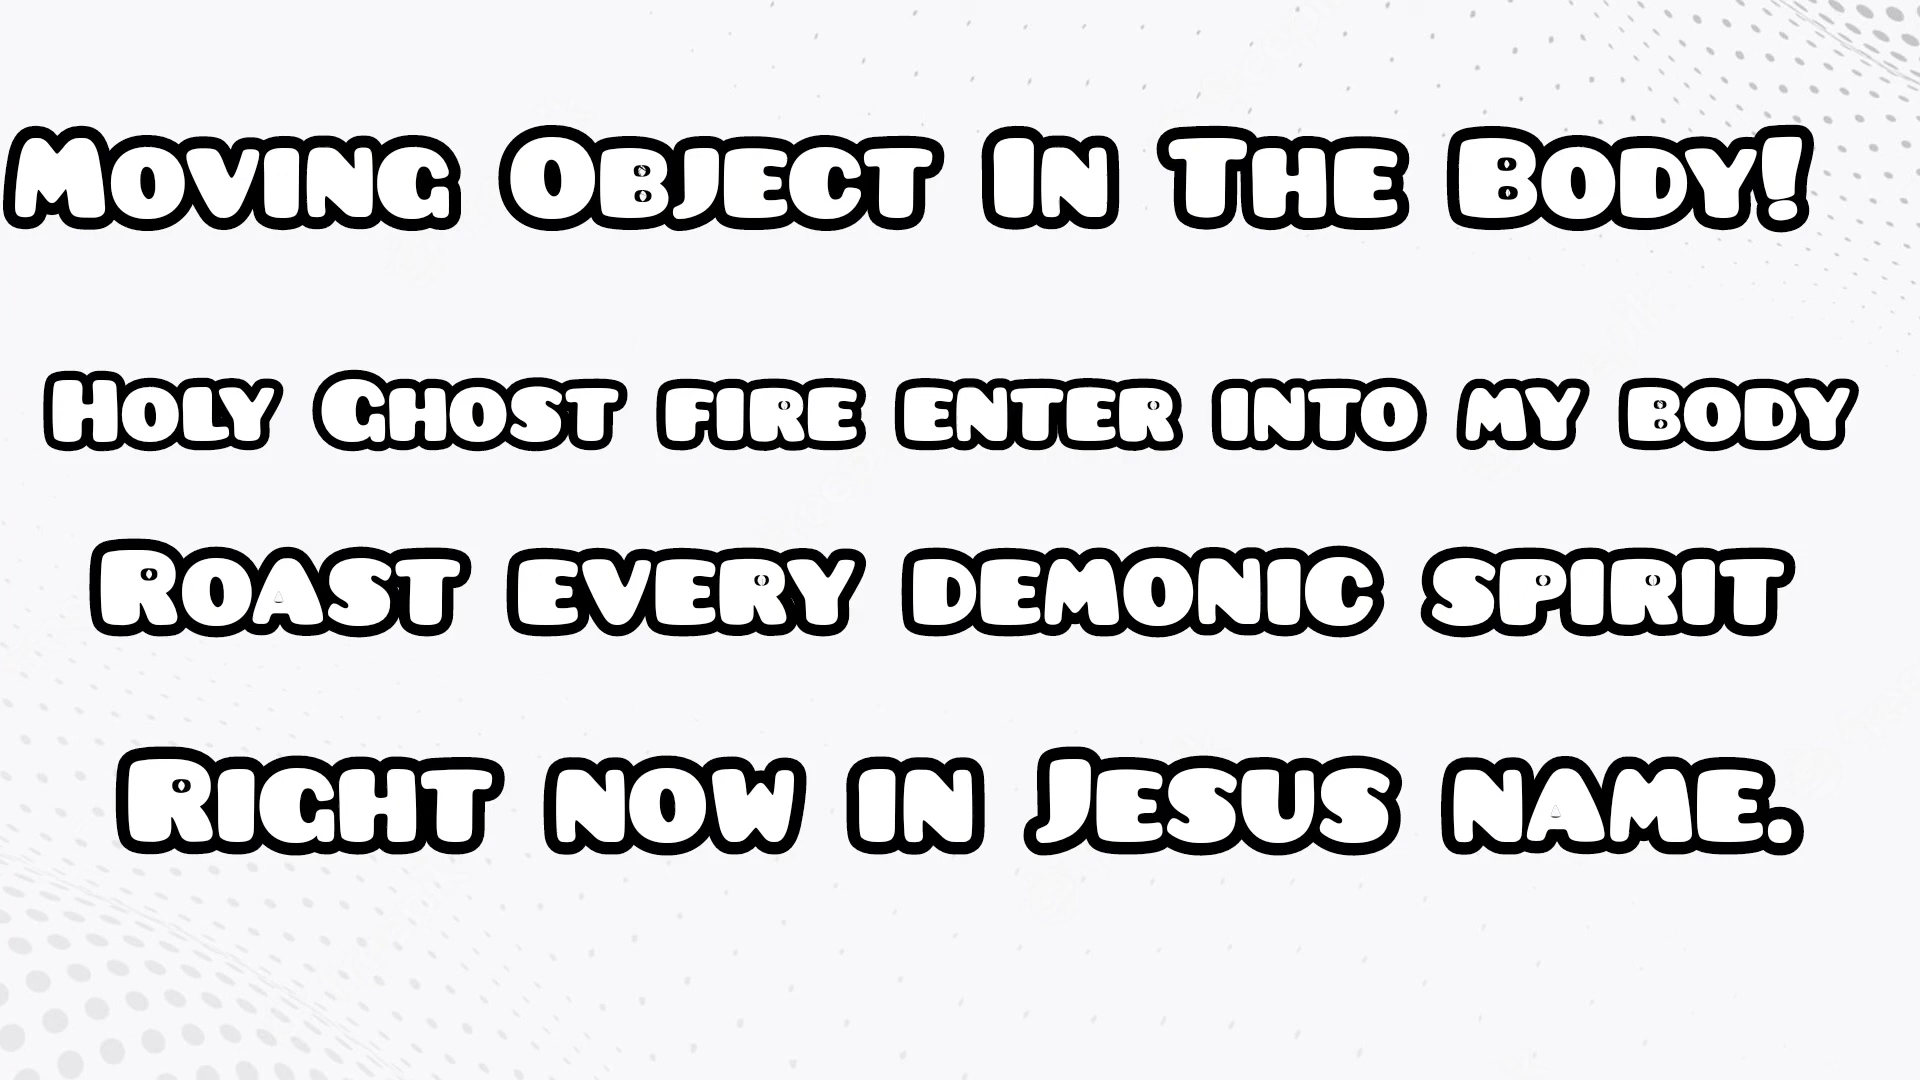 Moving Object In The Body!
Holy Ghost fire enter into my body
Roast every demonic spirit
Right now in Jesus name.